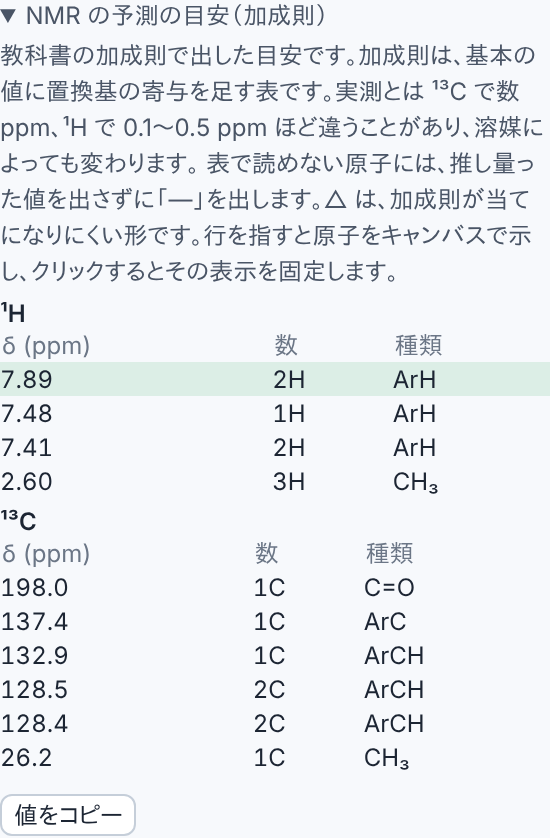 ▼ NMR の予測の目安（加成則）
教科書の加成則で出した目安です。加成則は、基本の
値に置換基の寄与を足す表です。実測とは ¹³C で数
ppm、¹H で 0.1〜0.5 ppm ほど違うことがあり、溶媒に
よっても変わります。 表で読めない原子には、推し量っ
た値を出さずに「—」を出します。△ は、加成則が当て
になりにくい形です。行を指すと原子をキャンバスで示
し、クリックするとその表示を固定します。
¹H
δ (ppm) 数 種類
7.89 2H ArH
7.48 1H ArH
7.41 2H ArH
2.60 3H CH₃
¹³C
δ (ppm) 数 種類
198.0 1C C=O
137.4 1C ArC
132.9 1C ArCH
128.5 2C ArCH
128.4 2C ArCH
26.2 1C CH₃
値をコピー